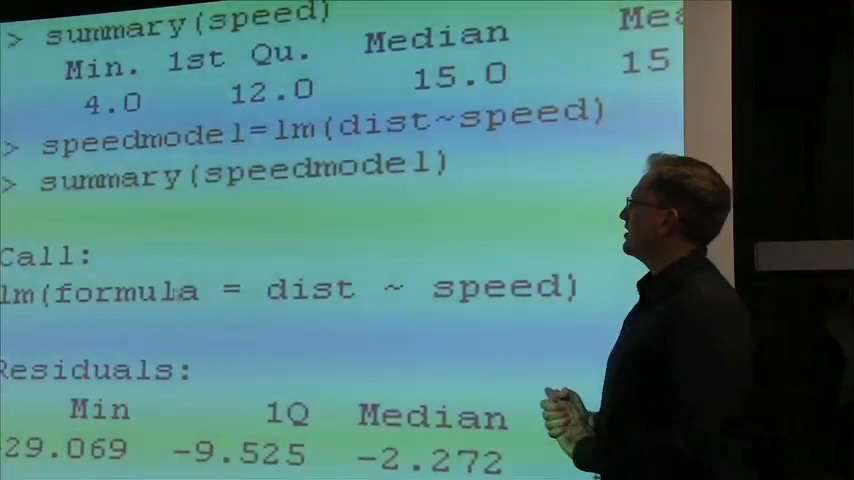 > summary(speed)
Min. 1st Qu. Median Mea
4.0 12.0 15.0 15
> speedmodel=lm(dist~speed)
> summary(speedmodel)
Call:
lm(formula = dist ~ speed)
Residuals:
Min 1Q Median
-29.069 -9.525 -2.272